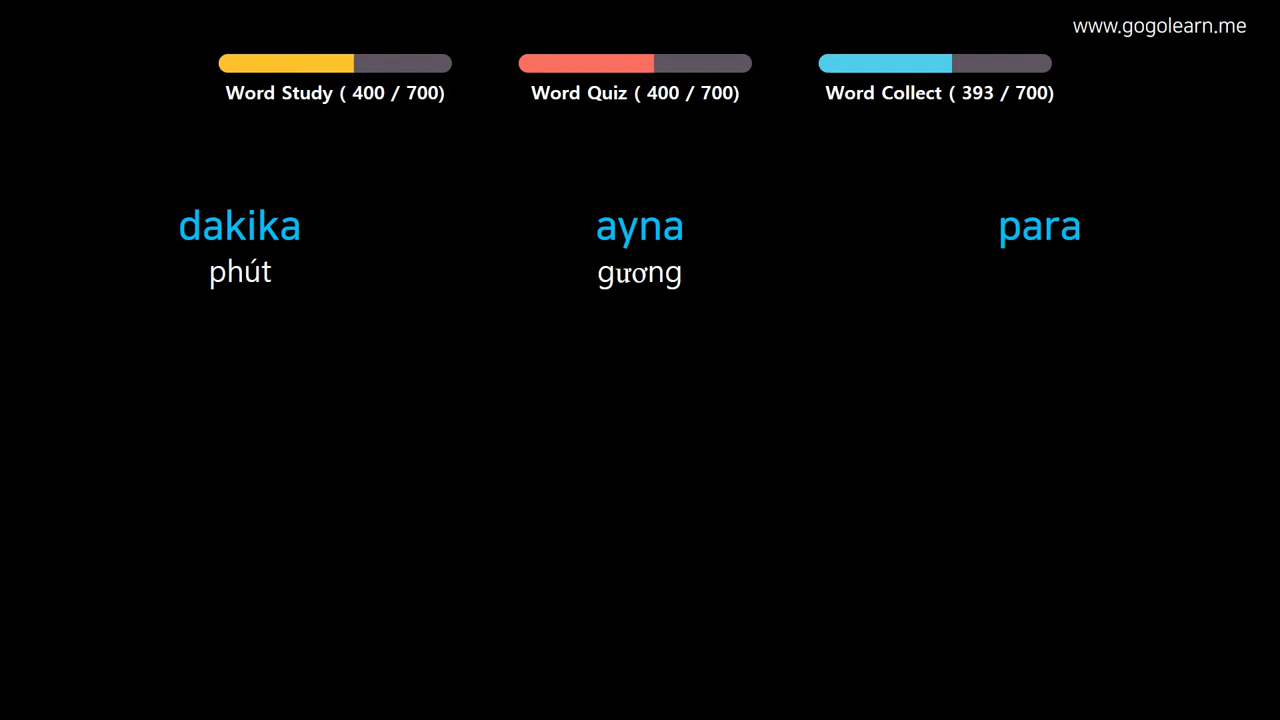 www.gogolearn.me
Word Study ( 400 / 700)
Word Quiz ( 400 / 700)
Word Collect ( 393 / 700)
dakika
phút
ayna
gương
para